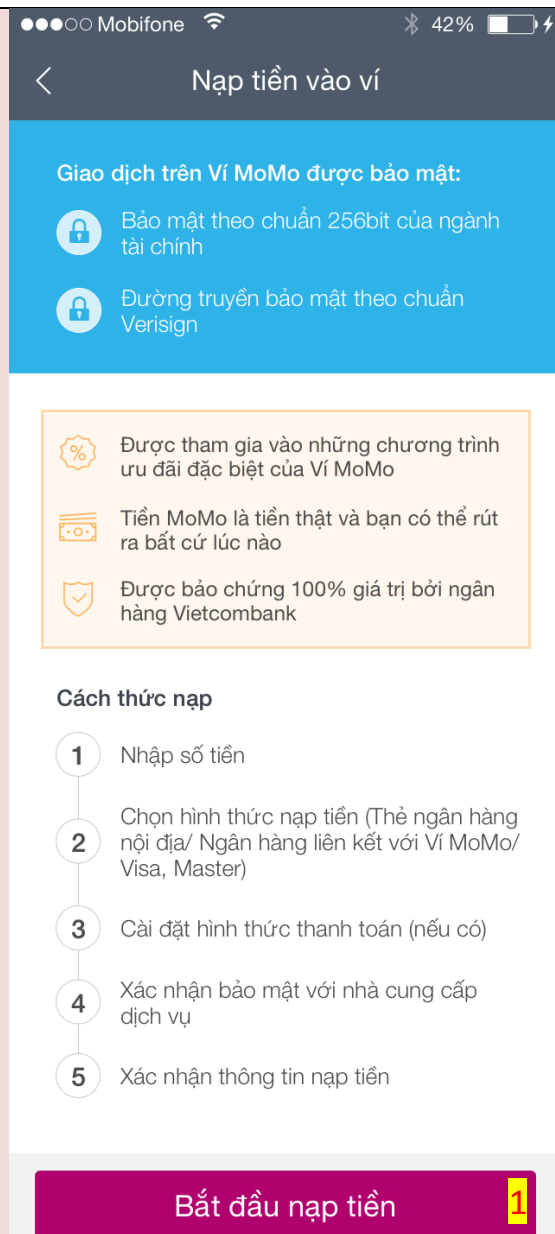 Mobifone 42%
Nạp tiền vào ví
Giao dịch trên Ví MoMo được bảo mật:
Bảo mật theo chuẩn 256bit của ngành
tài chính
Đường truyền bảo mật theo chuẩn
Verisign
%
Được tham gia vào những chương trình
ưu đãi đặc biệt của Ví MoMo
Tiền MoMo là tiền thật và bạn có thể rút
ra bất cứ lúc nào
Được bảo chứng 100% giá trị bởi ngân
hàng Vietcombank
Cách thức nạp
1 Nhập số tiền
2 Chọn hình thức nạp tiền (Thẻ ngân hàng
nội địa/ Ngân hàng liên kết với Ví MoMo/
Visa, Master)
3 Cài đặt hình thức thanh toán (nếu có)
4 Xác nhận bảo mật với nhà cung cấp
dịch vụ
5 Xác nhận thông tin nạp tiền
Bắt đầu nạp tiền 1